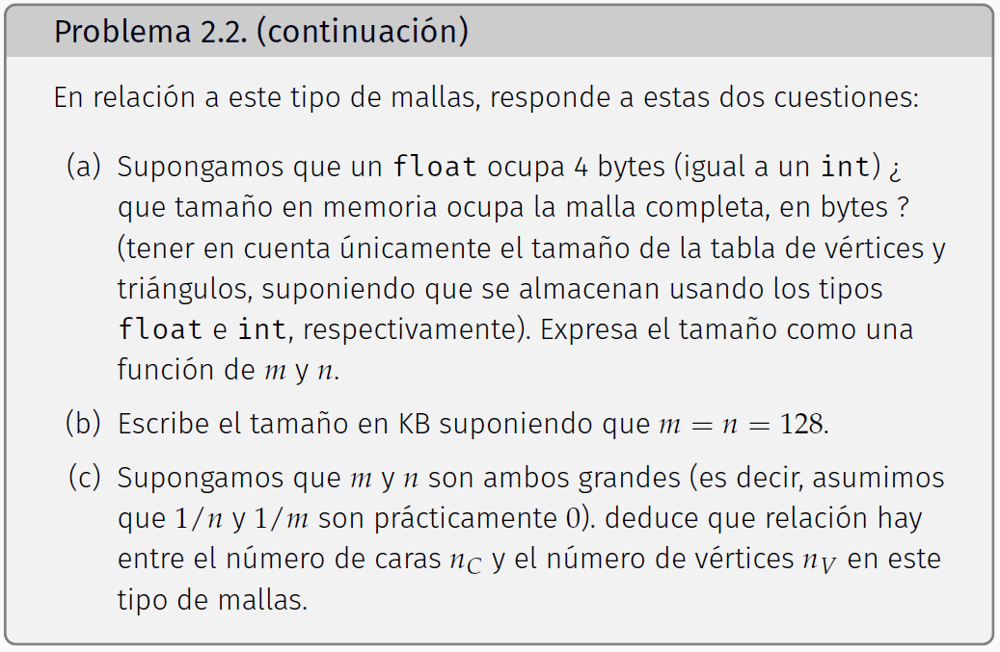 Problema 2.2. (continuación)
En relación a este tipo de mallas, responde a estas dos cuestiones:
(a) Supongamos que un float ocupa 4 bytes (igual a un int) ¿
que tamaño en memoria ocupa la malla completa, en bytes ?
(tener en cuenta únicamente el tamaño de la tabla de vértices y
triángulos, suponiendo que se almacenan usando los tipos
float e int, respectivamente). Expresa el tamaño como una
función de m y n.
(b) Escribe el tamaño en KB suponiendo que m = n = 128.
(c) Supongamos que m y n son ambos grandes (es decir, asumimos
que 1/n y 1/m son prácticamente 0). deduce que relación hay
entre el número de caras n_C y el número de vértices n_V en este
tipo de mallas.